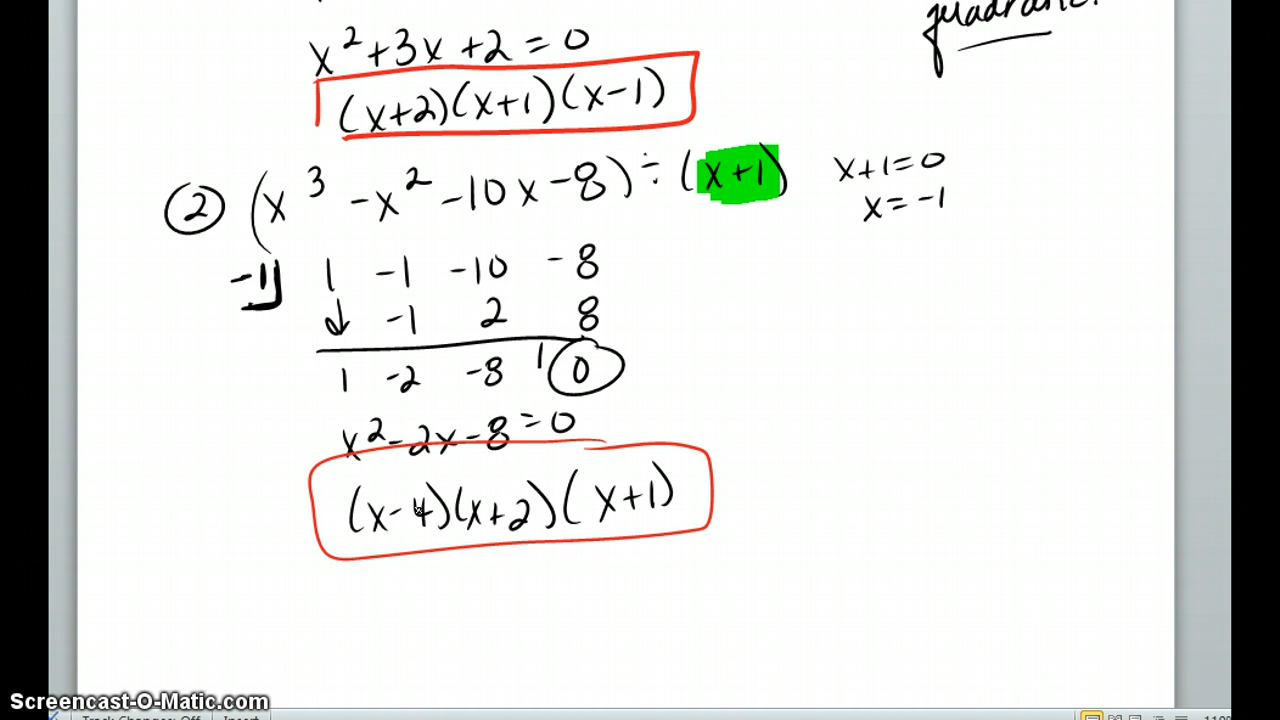 quadratic.
x² + 3x + 2 = 0
(x+2)(x+1)(x-1)
② (x³ - x² - 10x - 8) ÷ (x+1)
x+1=0
x=-1
-1⌋ 1 -1 -10 -8
↓ -1 2 8
1 -2 -8 | 0
x² - 2x - 8 = 0
(x-4)(x+2)(x+1)
Screencast-O-Matic.com